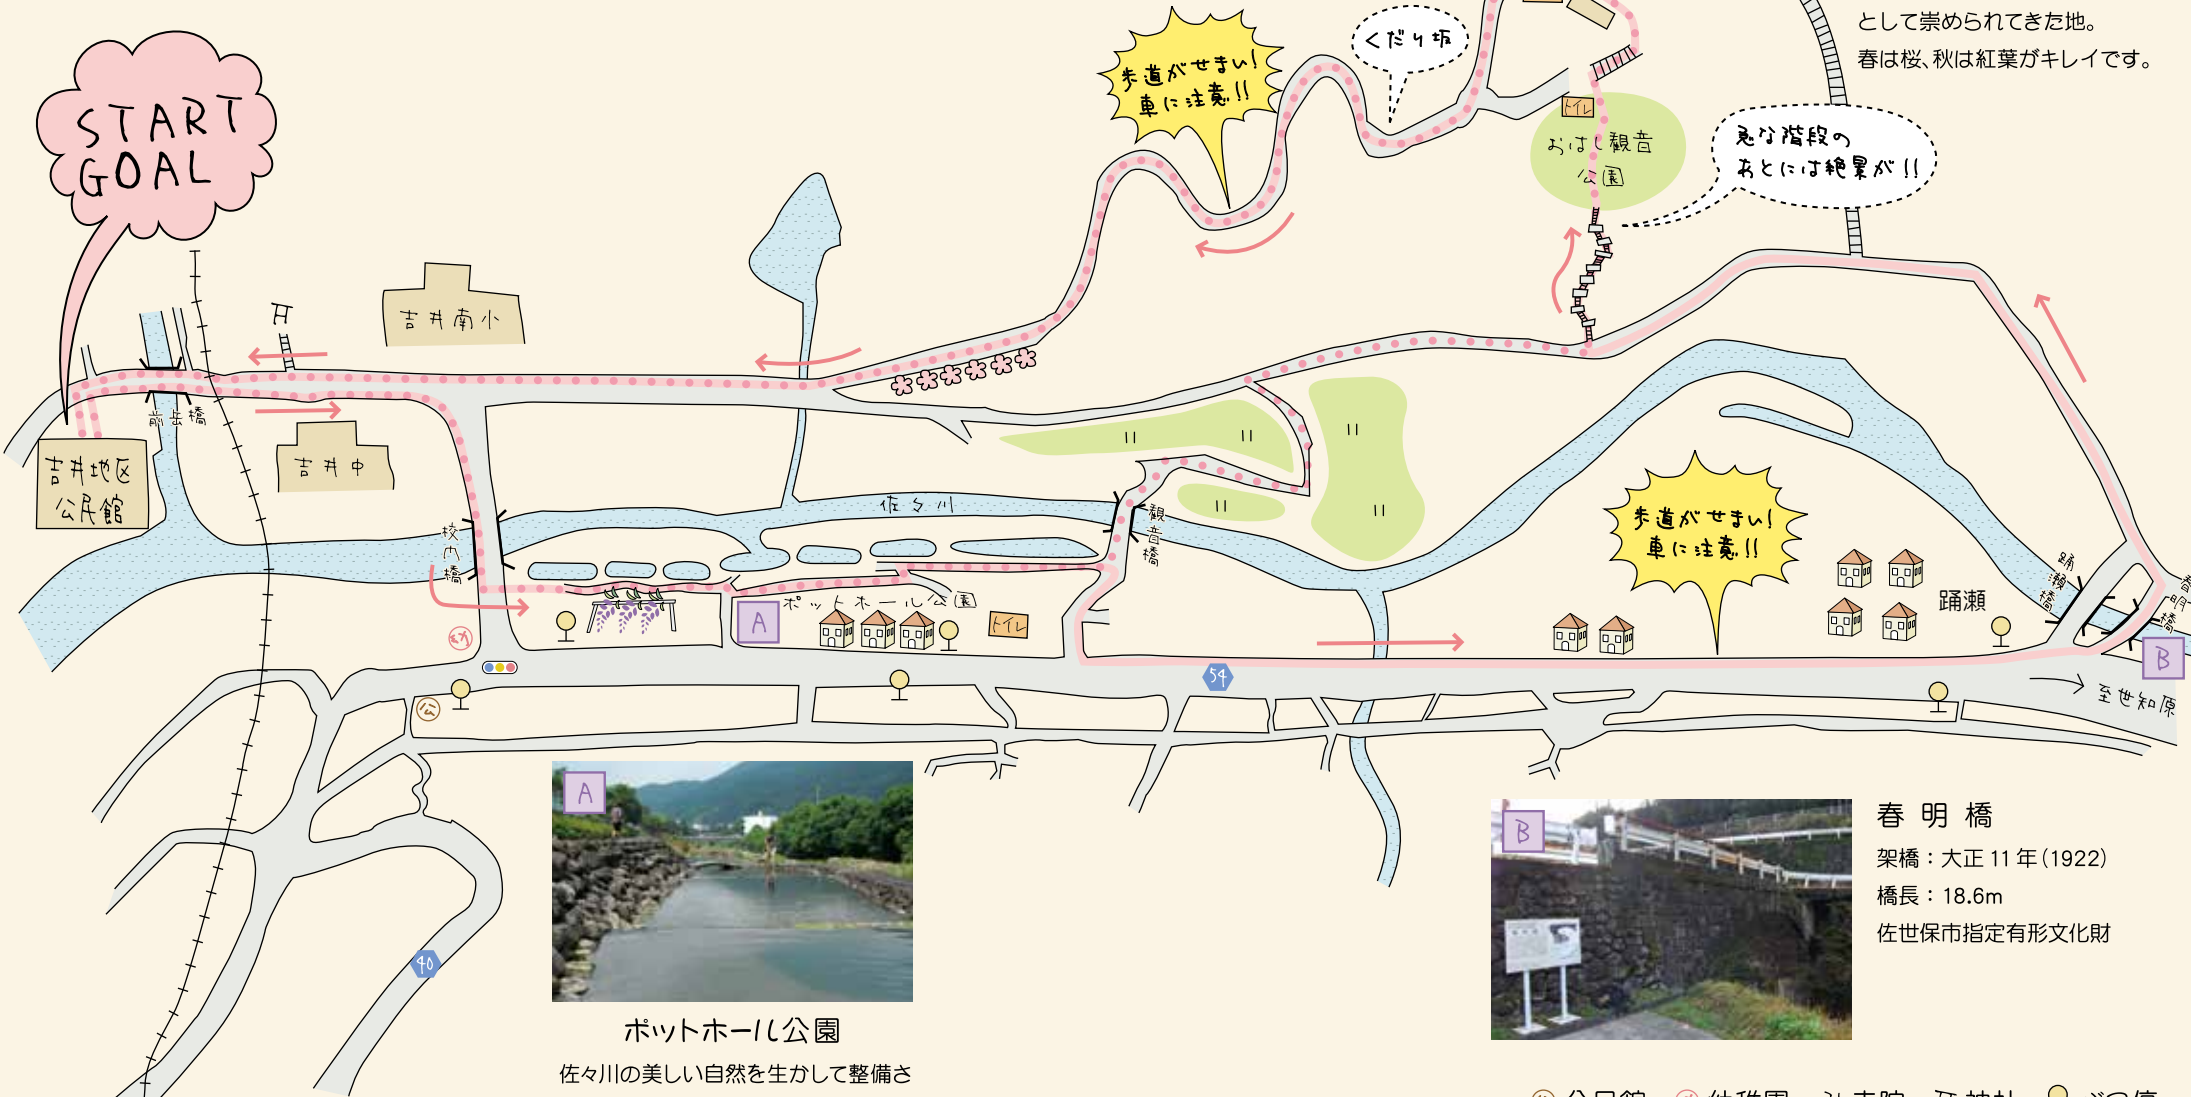 として崇められてきた地。
春は桜、秋は紅葉がキレイです。
くだり坂
歩道がせまい!
車に注意!!
START
GOAL
トイレ
おはし観音
公園
急な階段の
あとには絶景が!!
吉井南小
前岳橋
吉井中
吉井地区
公民館
佐々川
校内橋
観音橋
歩道がせまい!
車に注意!!
踊瀬
踊瀬橋
春明橋
A
ポットホール公園
トイレ
幼
54
B
至世知原
公
A
40
ポットホール公園
佐々川の美しい自然を生かして整備さ
B
春明橋
架橋：大正11年(1922)
橋長：18.6m
佐世保市指定有形文化財